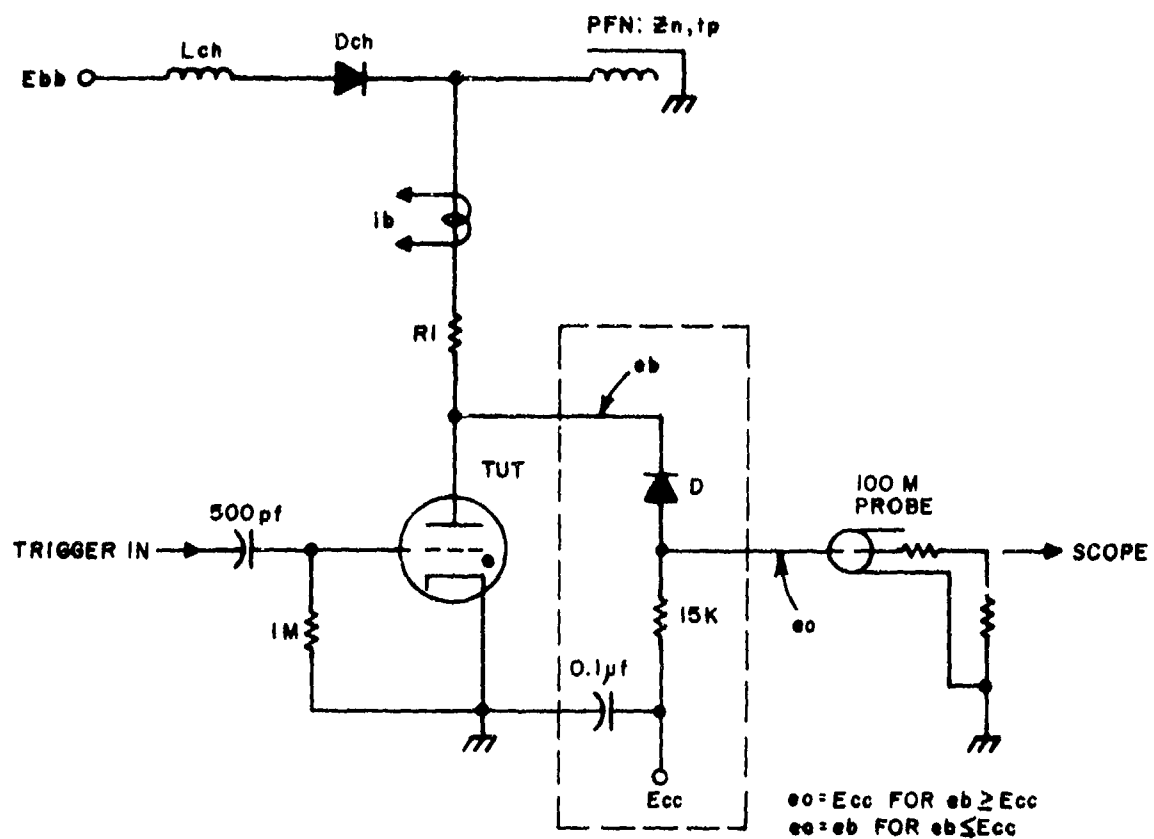 PFN: Zn, tp
Lch
Dch
Ebb
ib
R1
eb
TUT
D
100 M
PROBE
500 pf
TRIGGER IN
SCOPE
1M
15K
eo
0.1µf
Ecc
eo = Ecc FOR eb ≥ Ecc
eo = eb FOR eb ≤ Ecc